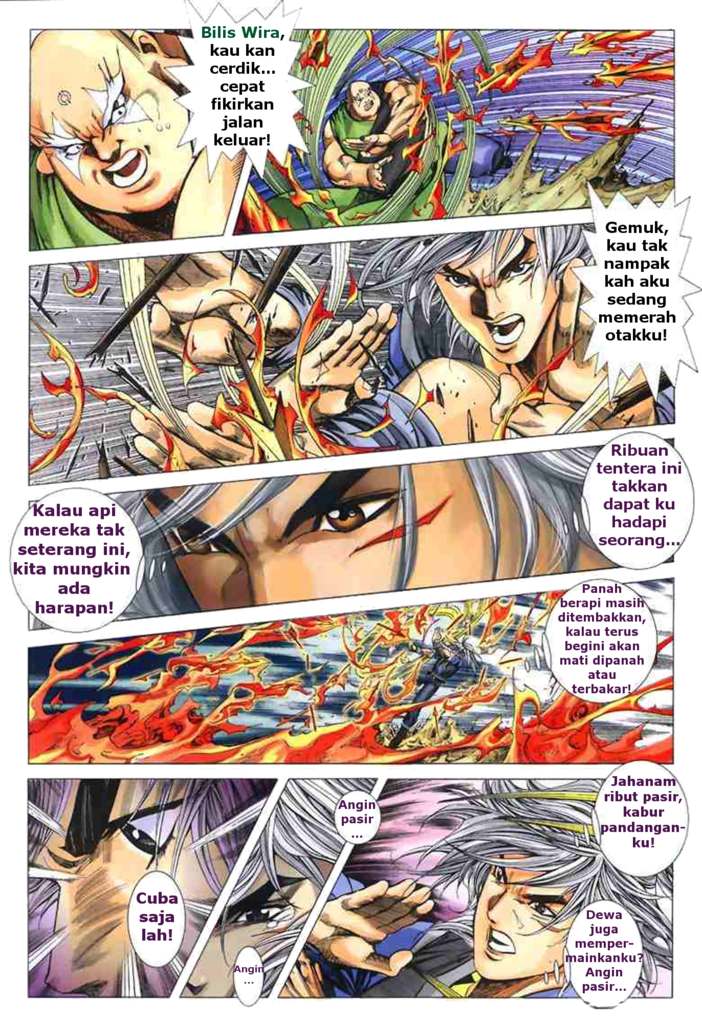 Bilis Wira,
kau kan
cerdik...
cepat
fikirkan
jalan
keluar!
Gemuk,
kau tak
nampak
kah aku
sedang
memerah
otakku!
Ribuan
tentera ini
takkan
dapat ku
hadapi
seorang...
Kalau api
mereka tak
seterang ini,
kita mungkin
ada
harapan!
Panah
berapi masih
ditembakkan,
kalau terus
begini akan
mati dipanah
atau
terbakar!
Jahanam
ribut pasir,
kabur
pandangan-
ku!
Angin
pasir
...
Cuba
saja
lah!
Angin
...
Dewa
juga
memper-
mainkanku?
Angin
pasir...